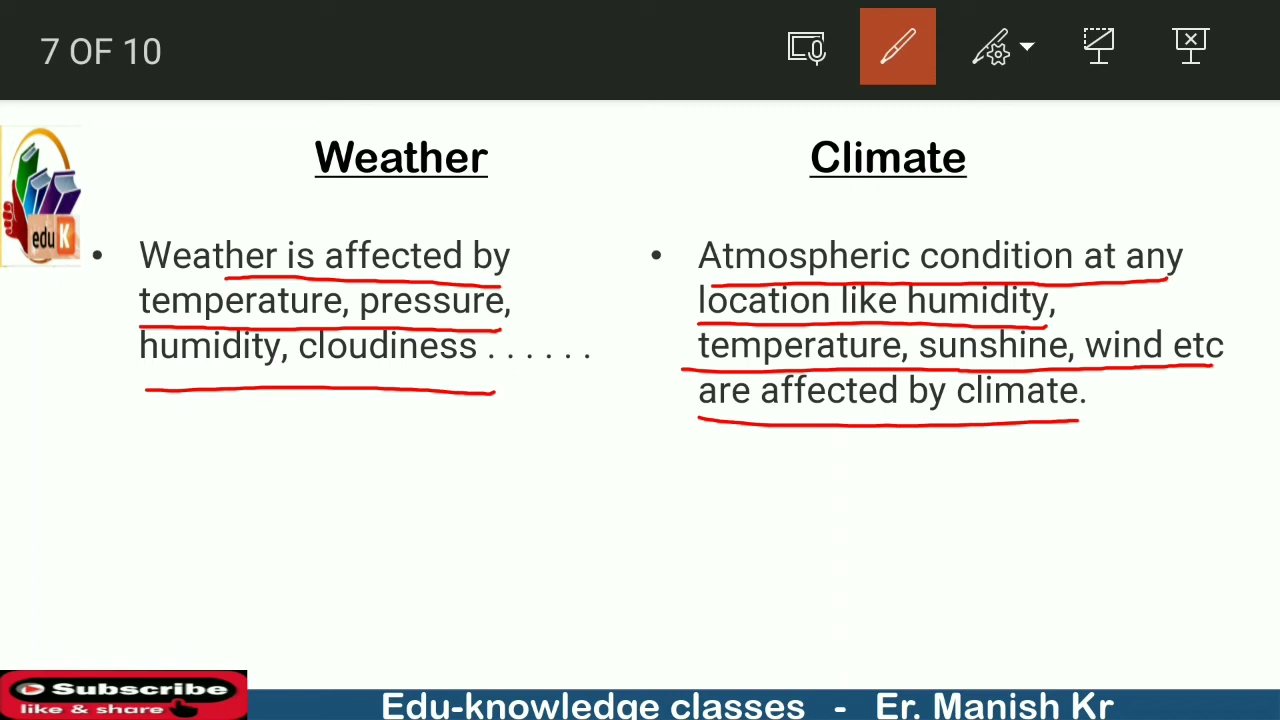 7 OF 10
Weather
Climate
edu K
• Weather is affected by
temperature, pressure,
humidity, cloudiness . . . . . .
• Atmospheric condition at any
location like humidity,
temperature, sunshine, wind etc
are affected by climate.
Subscribe
like & share
Edu-knowledge classes - Er. Manish Kr